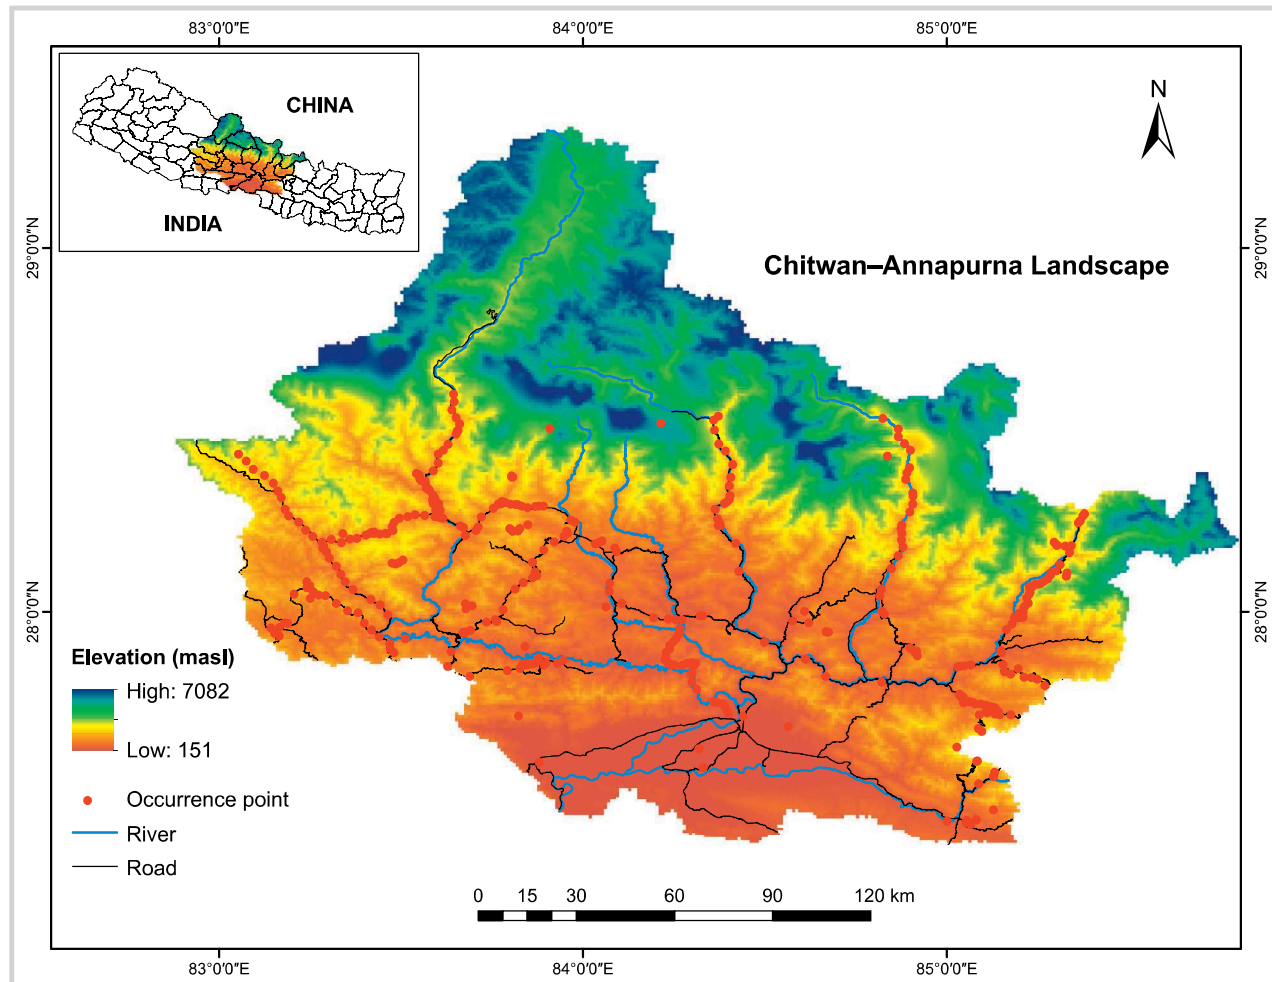 83°0′0″E 84°0′0″E 85°0′0″E
CHINA
INDIA
N
29°0′0″N
29°0′0″N
Chitwan–Annapurna Landscape
28°0′0″N
28°0′0″N
Elevation (masl)
High: 7082
Low: 151
Occurrence point
River
Road
0 15 30 60 90 120 km
83°0′0″E 84°0′0″E 85°0′0″E